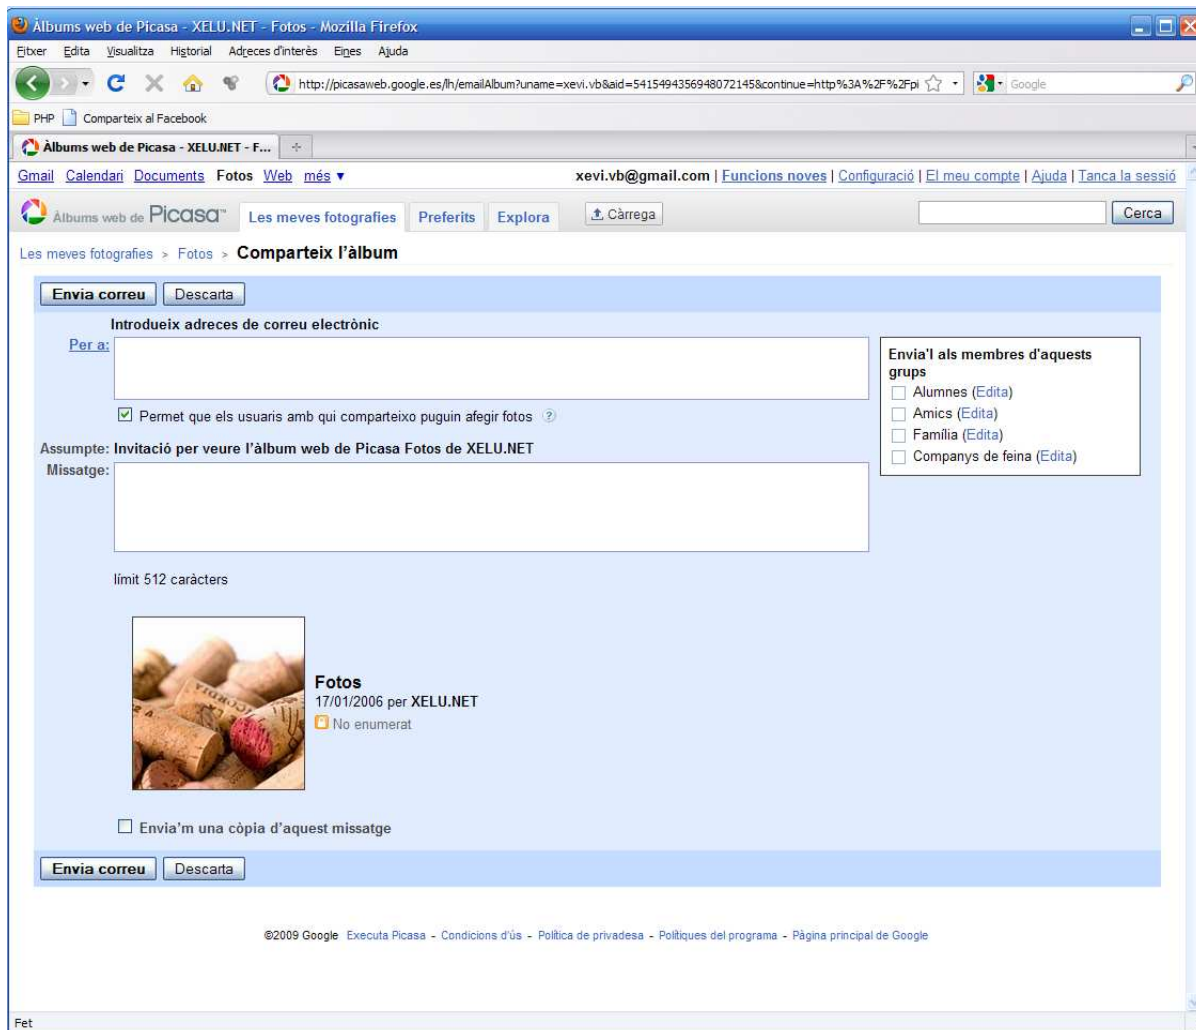 Àlbums web de Picasa - XELU.NET - Fotos - Mozilla Firefox
Fitxer Edita Visualitza Historial Adreces d'interès Eines Ajuda
http://picasaweb.google.es/lh/emailAlbum?uname=xevi.vb&aid=5415494356948072145&continue=http%3A%2F%2Fpi Google
PHP Comparteix al Facebook
Àlbums web de Picasa - XELU.NET - F...
Gmail Calendari Documents Fotos Web més ▼ xevi.vb@gmail.com | Funcions noves | Configuració | El meu compte | Ajuda | Tanca la sessió
Àlbums web de Picasa™ Les meves fotografies Preferits Explora Càrrega Cerca
Les meves fotografies > Fotos > Comparteix l'àlbum
Envia correu Descarta
Introdueix adreces de correu electrònic
Per a:
Envia'l als membres d'aquests
grups
Alumnes (Edita)
Amics (Edita)
Família (Edita)
Companys de feina (Edita)
Permet que els usuaris amb qui comparteixo puguin afegir fotos ?
Assumpte: Invitació per veure l'àlbum web de Picasa Fotos de XELU.NET
Missatge:
límit 512 caràcters
Fotos
17/01/2006 per XELU.NET
No enumerat
Envia'm una còpia d'aquest missatge
Envia correu Descarta
©2009 Google Executa Picasa - Condicions d'ús - Política de privadesa - Polítiques del programa - Pàgina principal de Google
Fet